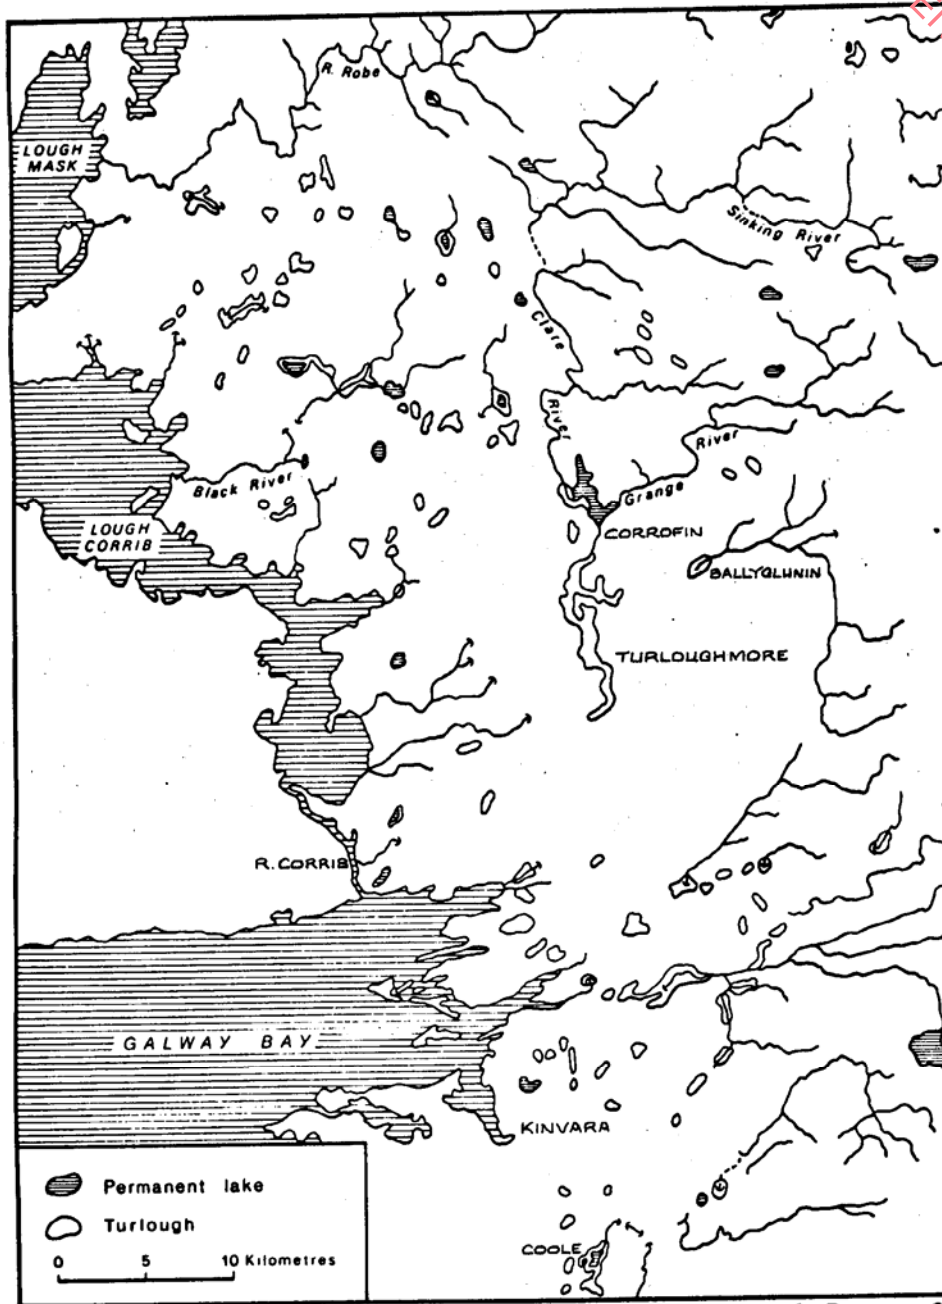 R. Robe
LOUGH
MASK
Sinking River
Clare
River
River
Grange
Black River
LOUGH
CORRIB
CORROFIN
BALLYGLUNIN
TURLOUGHMORE
R. CORRIB
GALWAY BAY
KINVARA
COOLE
Permanent lake
Turlough
0 5 10 Kilometres